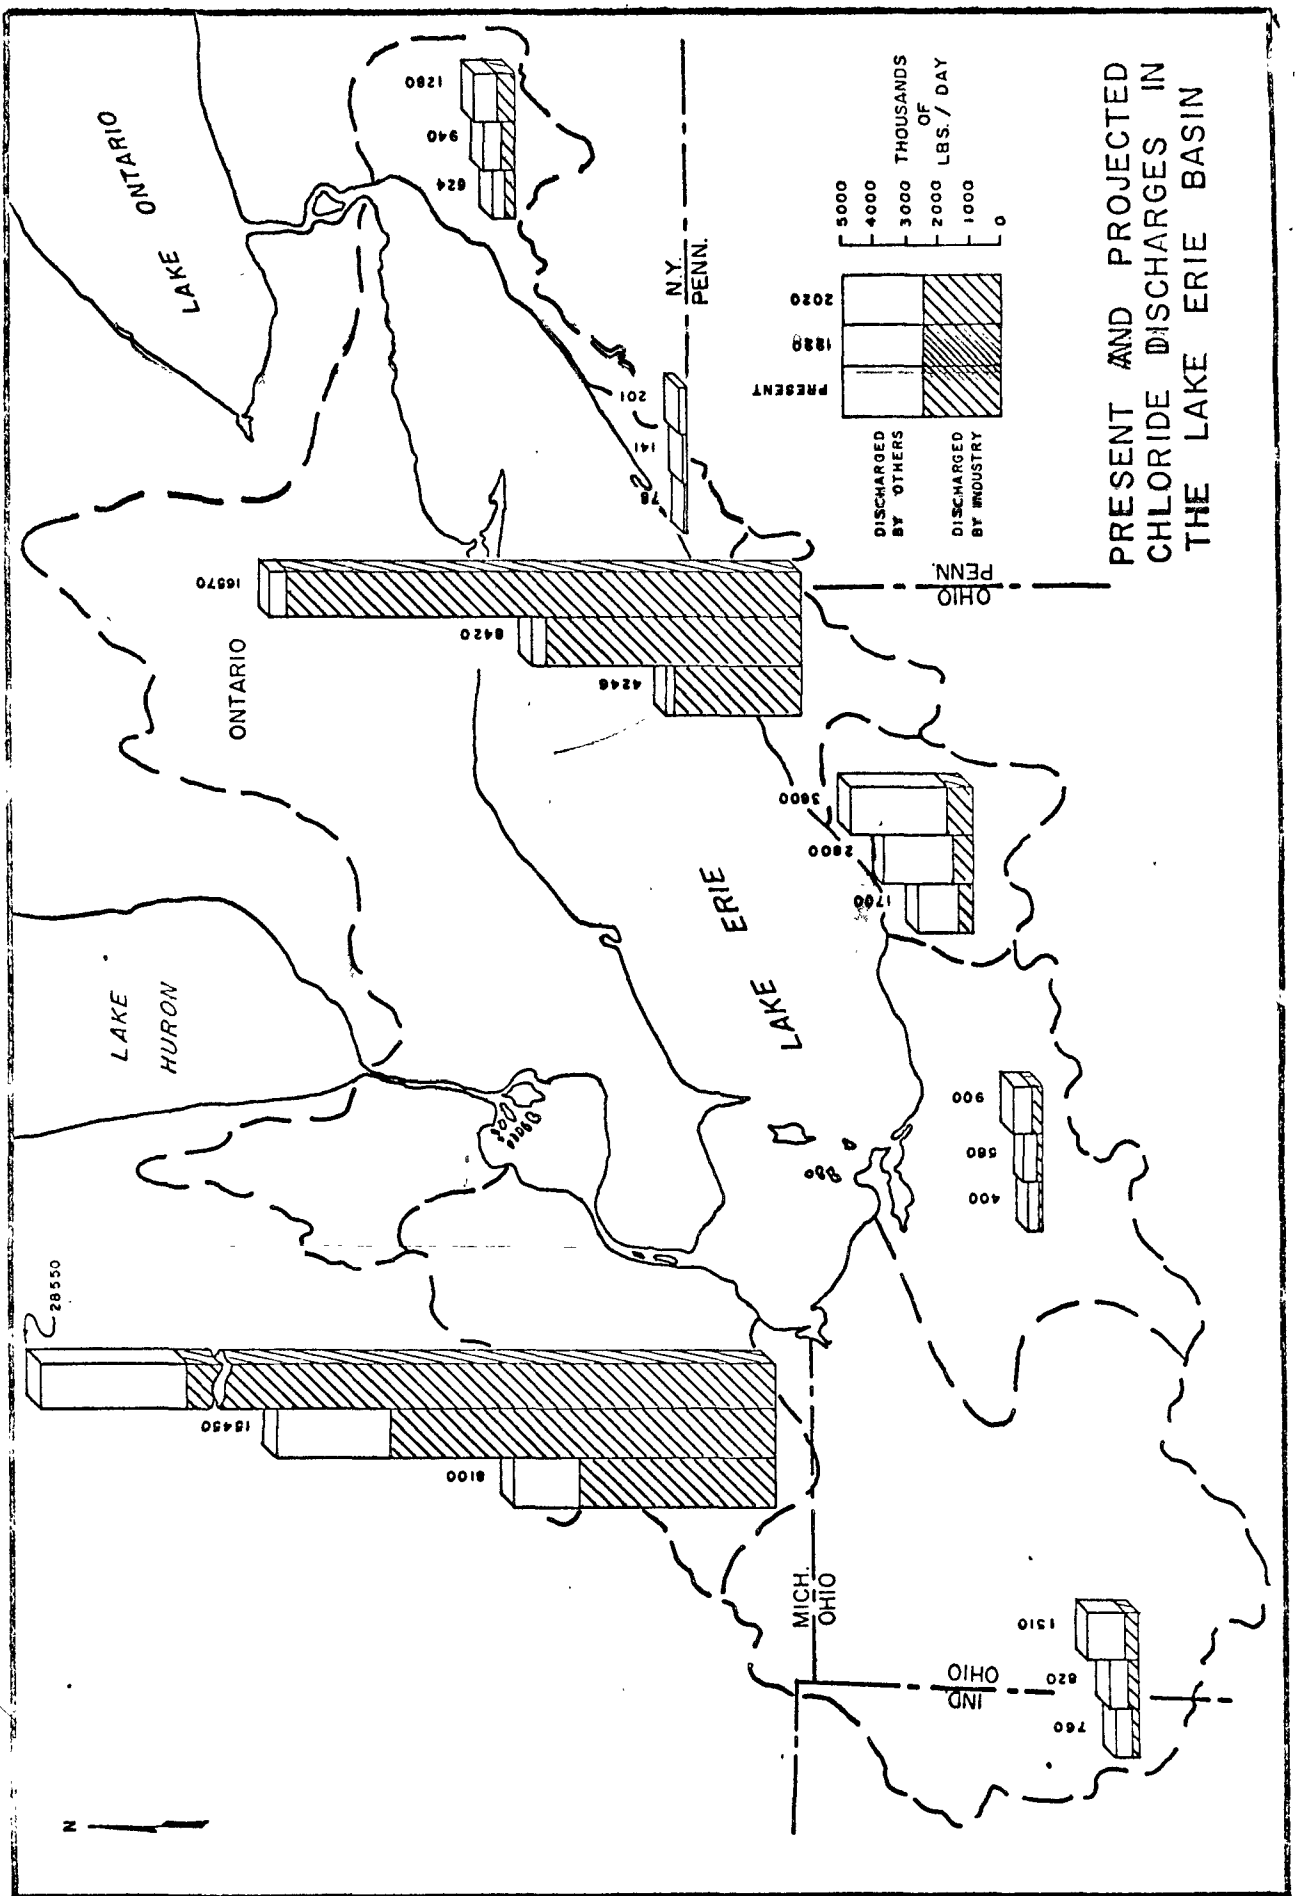 LAKE ONTARIO
LAKE
HURON
ONTARIO
LAKE ERIE
N
28550
15450
8100
16570
8420
4246
1280
940
624
201
141
78
3600
2800
1700
900
580
400
1510
820
760
N.Y.
PENN.
OHIO
PENN.
MICH.
OHIO
IND.
OHIO
PRESENT
2020
5000
4000
3000
2000
1000
0
THOUSANDS
OF
LBS. / DAY
DISCHARGED
BY OTHERS
DISCHARGED
BY INDUSTRY
PRESENT AND PROJECTED
CHLORIDE DISCHARGES IN
THE LAKE ERIE BASIN